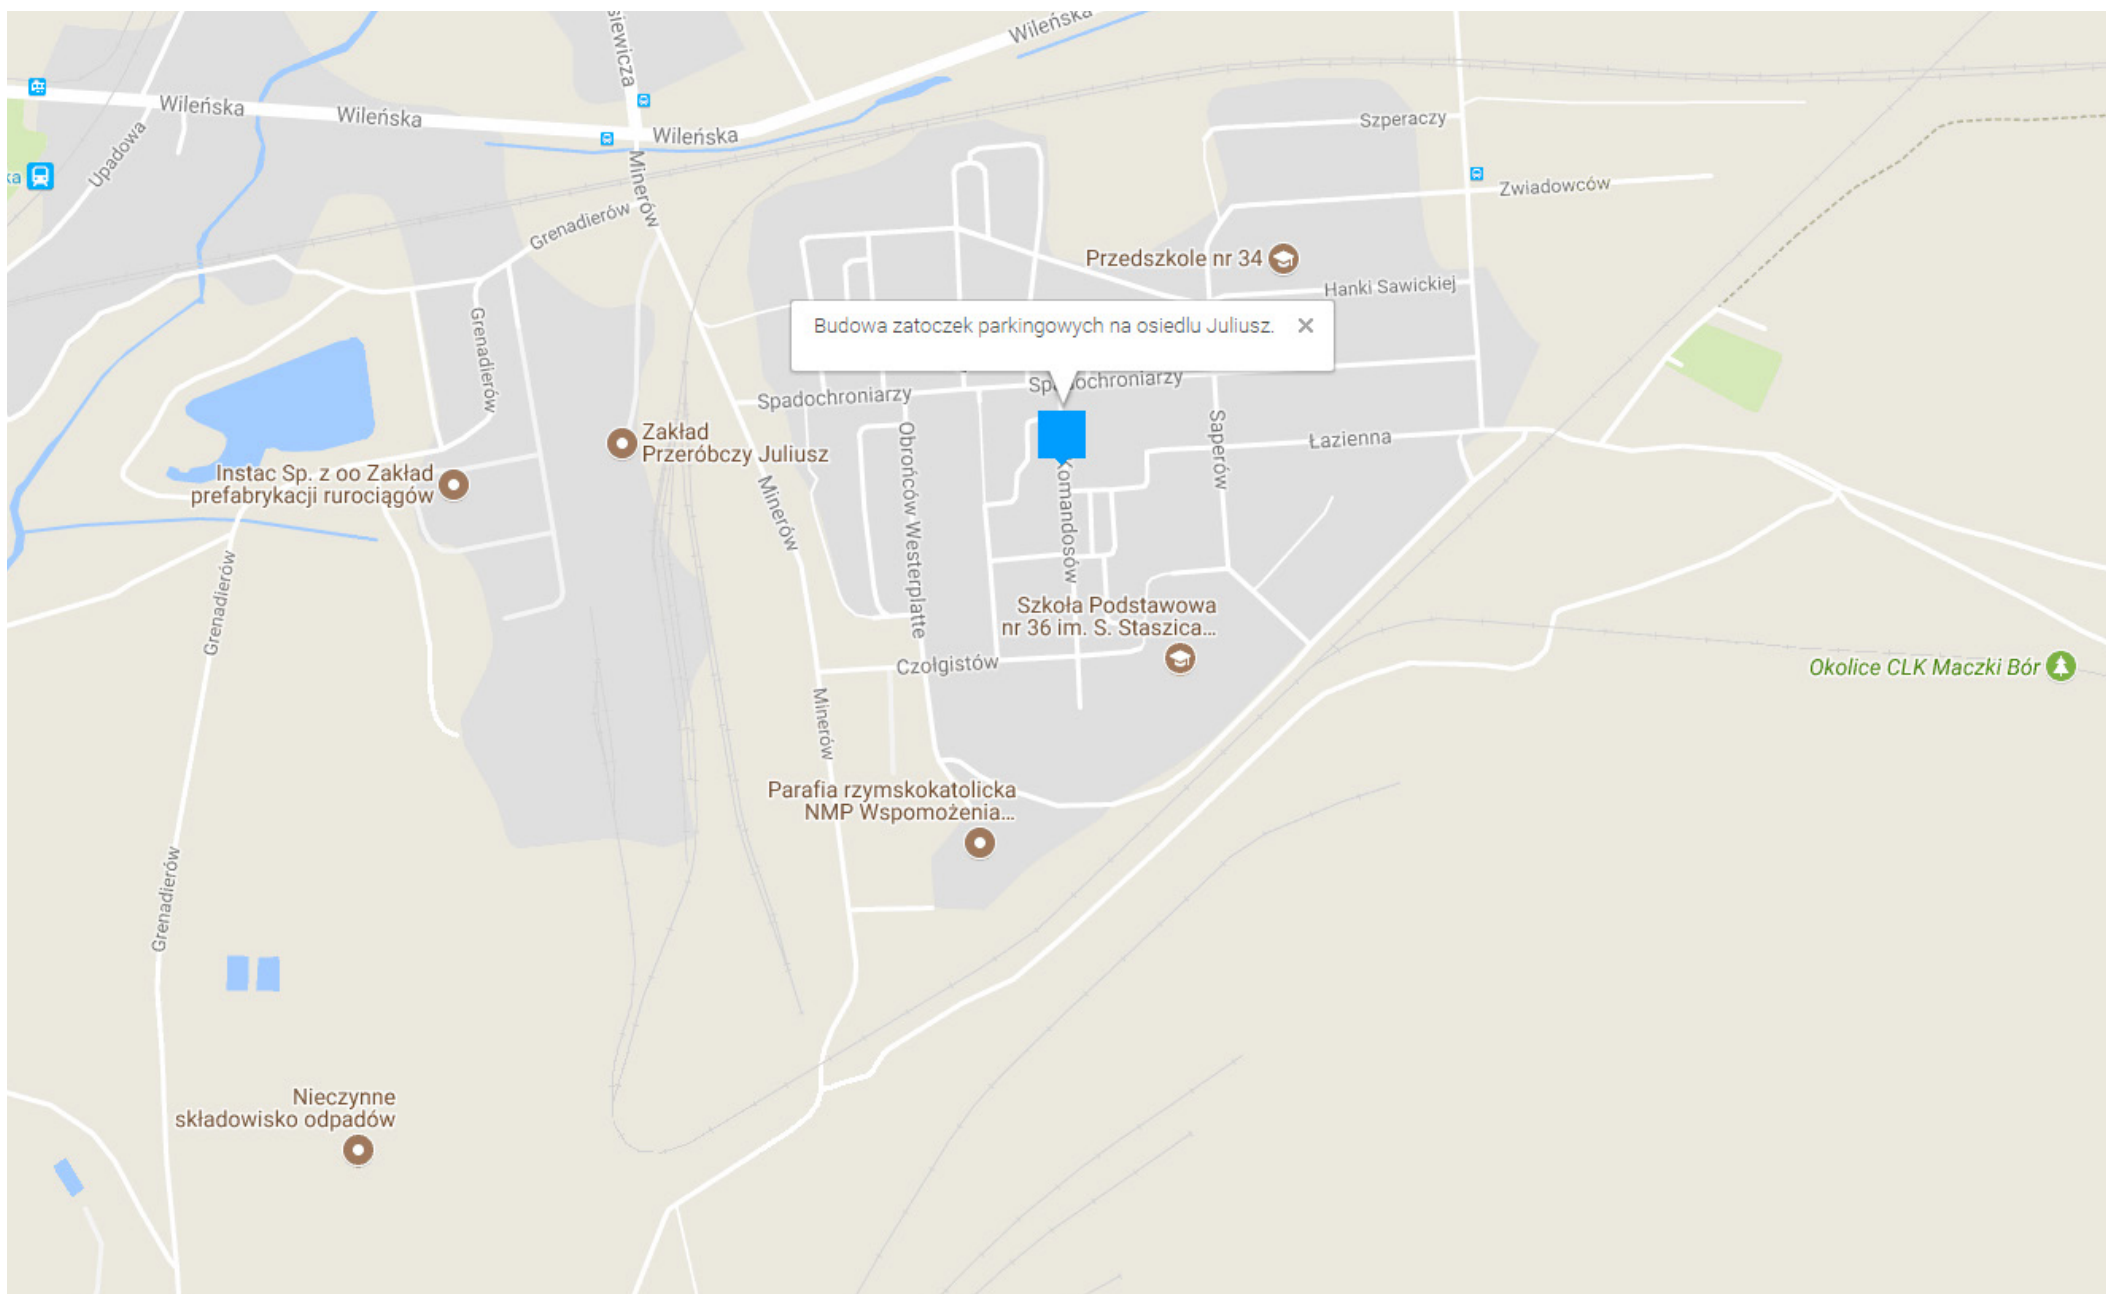 siewicza
Wileńska
Wileńska
Wileńska
Wileńska
Upadowa
ka
Minerów
Grenadierów
Szperaczy
Zwiadowców
Przedszkole nr 34
Hanki Sawickiej
Grenadierów
Budowa zatoczek parkingowych na osiedlu Juliusz.
Spadochroniarzy
Spadochroniarzy
Obrońców Westerplatte
Saperów
Łazienna
Zakład
Przeróbczy Juliusz
Instac Sp. z oo Zakład
prefabrykacji rurociągów
Minerów
Komandosów
Grenadierów
Szkoła Podstawowa
nr 36 im. S. Staszica...
Czołgistów
Okolice CLK Maczki Bór
Minerów
Parafia rzymskokatolicka
NMP Wspomożenia...
Grenadierów
Nieczynne
składowisko odpadów